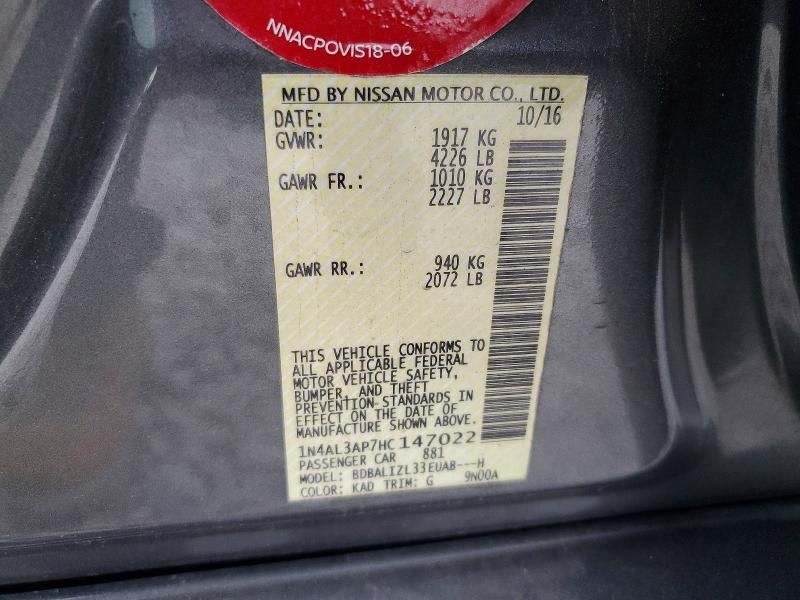 NNACPOVIS18-06
MFD BY NISSAN MOTOR CO., LTD.
DATE: 10/16
GVWR: 1917 KG
4226 LB
GAWR FR.: 1010 KG
2227 LB
GAWR RR.: 940 KG
2072 LB
THIS VEHICLE CONFORMS TO
ALL APPLICABLE FEDERAL
MOTOR VEHICLE SAFETY,
BUMPER, AND THEFT
PREVENTION STANDARDS IN
EFFECT ON THE DATE OF
MANUFACTURE SHOWN ABOVE.
1N4AL3AP7HC147022
PASSENGER CAR 881
MODEL: BDBALIZL33EUAB---H
COLOR: KAD TRIM: G 9N00A